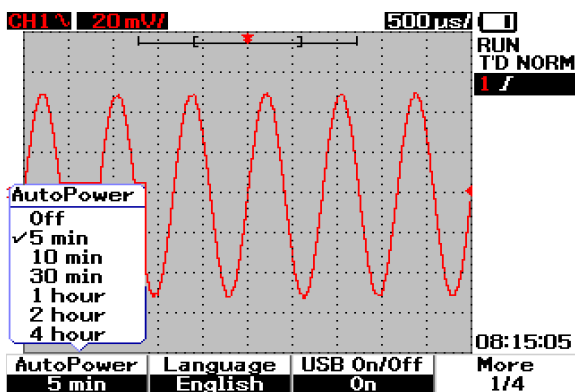 CH1 20 mV/ 500 µs/
RUN
T'D NORM
1
AutoPower
Off
✓5 min
10 min
30 min
1 hour
2 hour
4 hour
08:15:05
AutoPower Language USB On/Off More
5 min English On 1/4